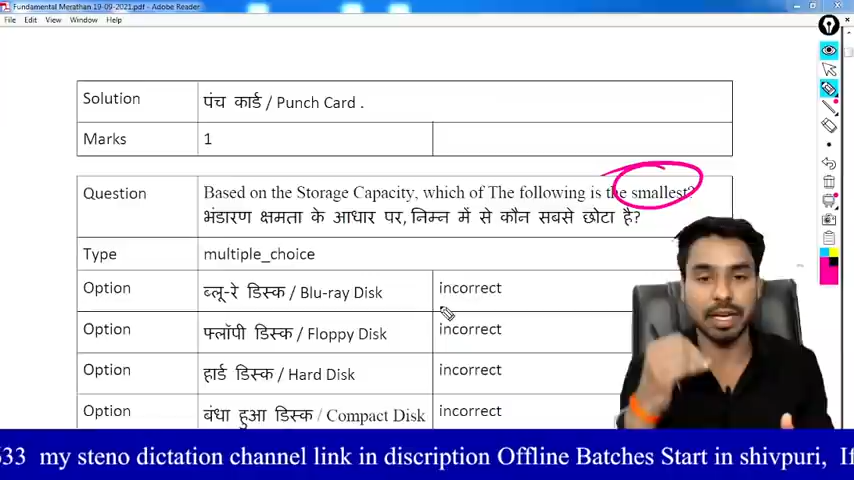 Fundamental Merathan 19-09-2021.pdf - Adobe Reader
File Edit View Window Help
Solution पंच कार्ड / Punch Card .
Marks 1
Question Based on the Storage Capacity, which of The following is the smallest?
भंडारण क्षमता के आधार पर, निम्न में से कौन सबसे छोटा है?
Type multiple_choice
Option ब्लू-रे डिस्क / Blu-ray Disk incorrect
Option फ्लॉपी डिस्क / Floppy Disk incorrect
Option हार्ड डिस्क / Hard Disk incorrect
Option बंधा हुआ डिस्क / Compact Disk incorrect
633 my steno dictation channel link in discription Offline Batches Start in shivpuri, If